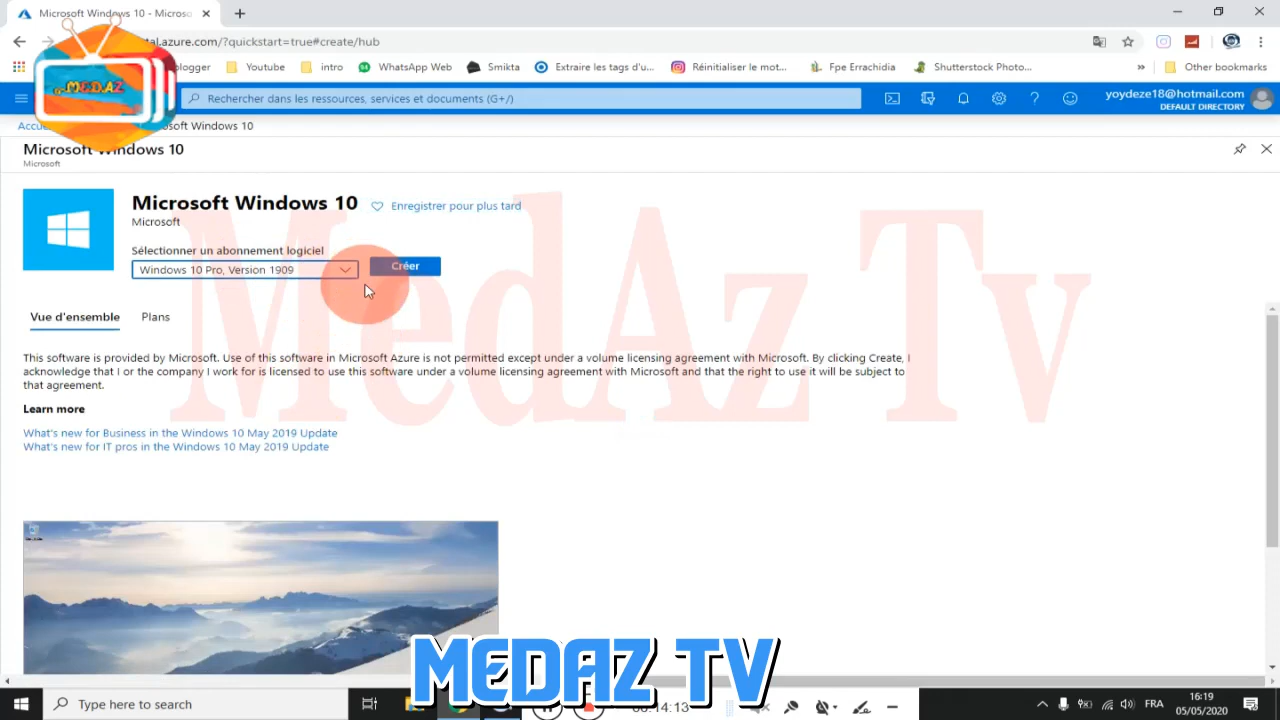 Microsoft Windows 10 - Microso
tal.azure.com/?quickstart=true#create/hub
logger
Youtube
intro
WhatsApp Web
Smikta
Extraire les tags d'u...
Réinitialiser le mot...
Fpe Errachidia
Shutterstock Photo...
»
Other bookmarks
MED.AZ
Rechercher dans les ressources, services et documents (G+/)
yoydeze18@hotmail.com
DEFAULT DIRECTORY
Accue
osoft Windows 10
Microsoft Windows 10
Microsoft
Microsoft Windows 10
Enregistrer pour plus tard
Microsoft
Sélectionner un abonnement logiciel
Windows 10 Pro, Version 1909
Créer
MedAz Tv
Vue d'ensemble
Plans
This software is provided by Microsoft. Use of this software in Microsoft Azure is not permitted except under a volume licensing agreement with Microsoft. By clicking Create, I
acknowledge that I or the company I work for is licensed to use this software under a volume licensing agreement with Microsoft and that the right to use it will be subject to
that agreement.
Learn more
What's new for Business in the Windows 10 May 2019 Update
What's new for IT pros in the Windows 10 May 2019 Update
MEDAZ TV
Type here to search
00:14:13
FRA
16:19
05/05/2020